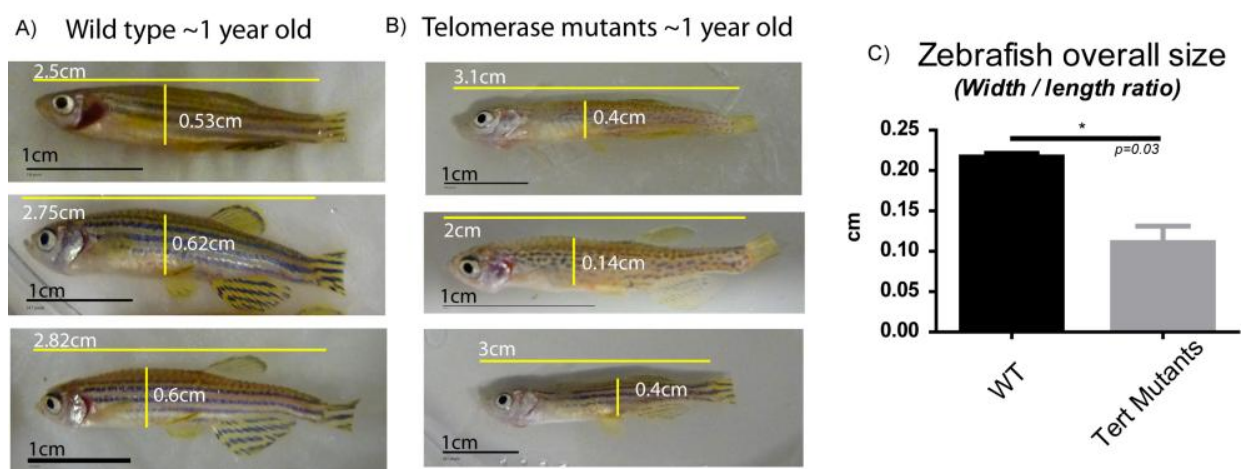 A) Wild type ~1 year old
2.5cm
0.53cm
1cm
2.75cm
0.62cm
1cm
2.82cm
0.6cm
1cm
B) Telomerase mutants ~1 year old
3.1cm
0.4cm
1cm
2cm
0.14cm
1cm
3cm
0.4cm
1cm
C) Zebrafish overall size
(Width / length ratio)
*
p=0.03
0.25
0.20
0.15
0.10
0.05
0.00
cm
WT
Tert Mutants